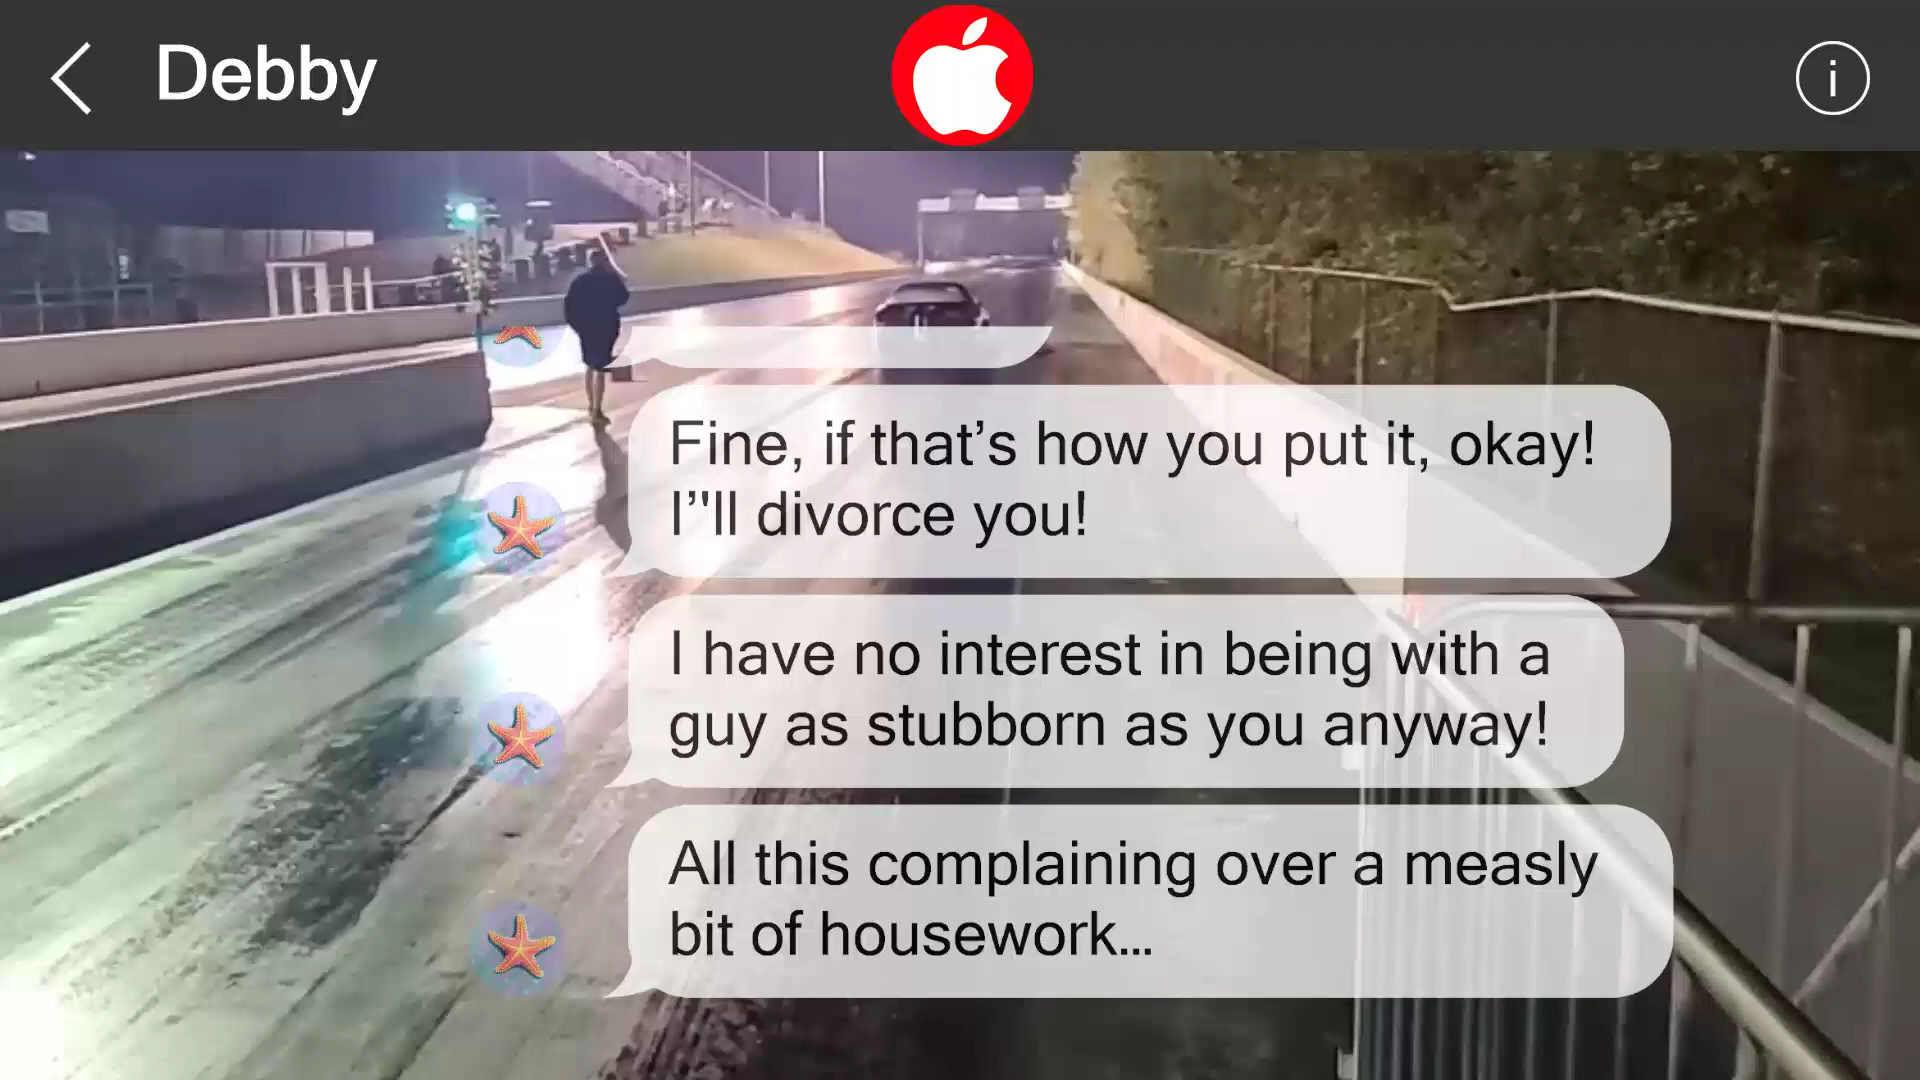 Debby
i
Fine, if that’s how you put it, okay!
I”ll divorce you!
I have no interest in being with a
guy as stubborn as you anyway!
All this complaining over a measly
bit of housework...